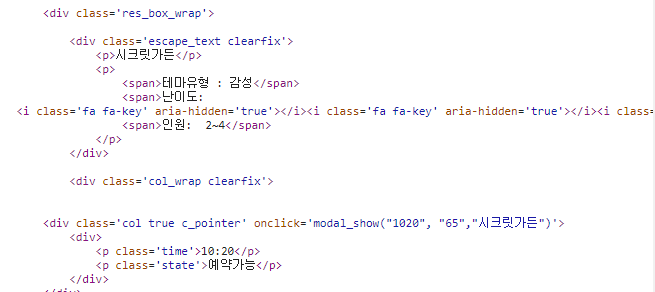 <div class='res_box_wrap'>
<div class='escape_text clearfix'>
<p>시크릿가든</p>
<p>
<span>테마유형 : 감성</span>
<span>난이도:
<i class='fa fa-key' aria-hidden='true'></i><i class='fa fa-key' aria-hidden='true'></i><i class=
<span>인원:  2~4</span>
</p>
</div>
<div class='col_wrap clearfix'>
<div class='col true c_pointer' onclick='modal_show("1020", "65","시크릿가든")'>
<div>
<p class='time'>10:20</p>
<p class='state'>예약가능</p>
</div>
</div>